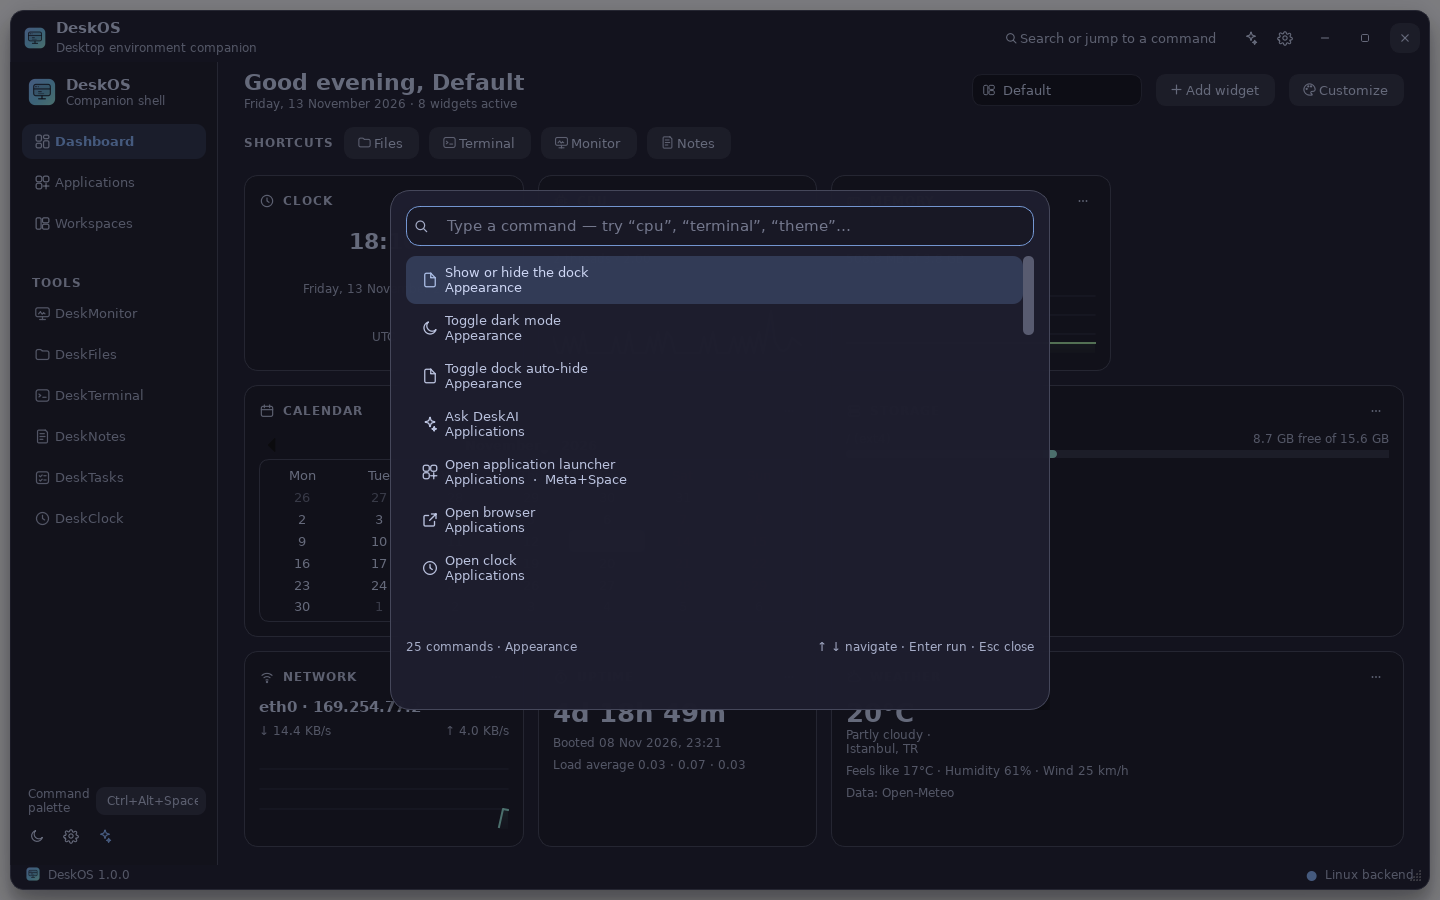 DeskOS
Desktop environment companion
Search or jump to a command
DeskOS
Companion shell
Dashboard
Applications
Workspaces
TOOLS
DeskMonitor
DeskFiles
DeskTerminal
DeskNotes
DeskTasks
DeskClock
Command palette
Ctrl+Alt+Space
Good evening, Default
Friday, 13 November 2026 · 8 widgets active
Default
Add widget
Customize
SHORTCUTS
Files
Terminal
Monitor
Notes
CLOCK
18:
Friday, 13 Nov
UTC
Type a command — try “cpu”, “terminal”, “theme”…
Show or hide the dock
Appearance
Toggle dark mode
Appearance
Toggle dock auto-hide
Appearance
Ask DeskAI
Applications
Open application launcher
Applications · Meta+Space
Open browser
Applications
Open clock
Applications
25 commands · Appearance
↑ ↓ navigate · Enter run · Esc close
CALENDAR
Mon Tue
26 27
2 3
9 10
16 17
23 24
30 1
8.7 GB free of 15.6 GB
NETWORK
eth0 · 169.254.77.2
↓ 14.4 KB/s
↑ 4.0 KB/s
4d 18h 49m
Booted 08 Nov 2026, 23:21
Load average 0.03 · 0.07 · 0.03
20°C
Partly cloudy ·
Istanbul, TR
Feels like 17°C · Humidity 61% · Wind 25 km/h
Data: Open-Meteo
DeskOS 1.0.0
Linux backend